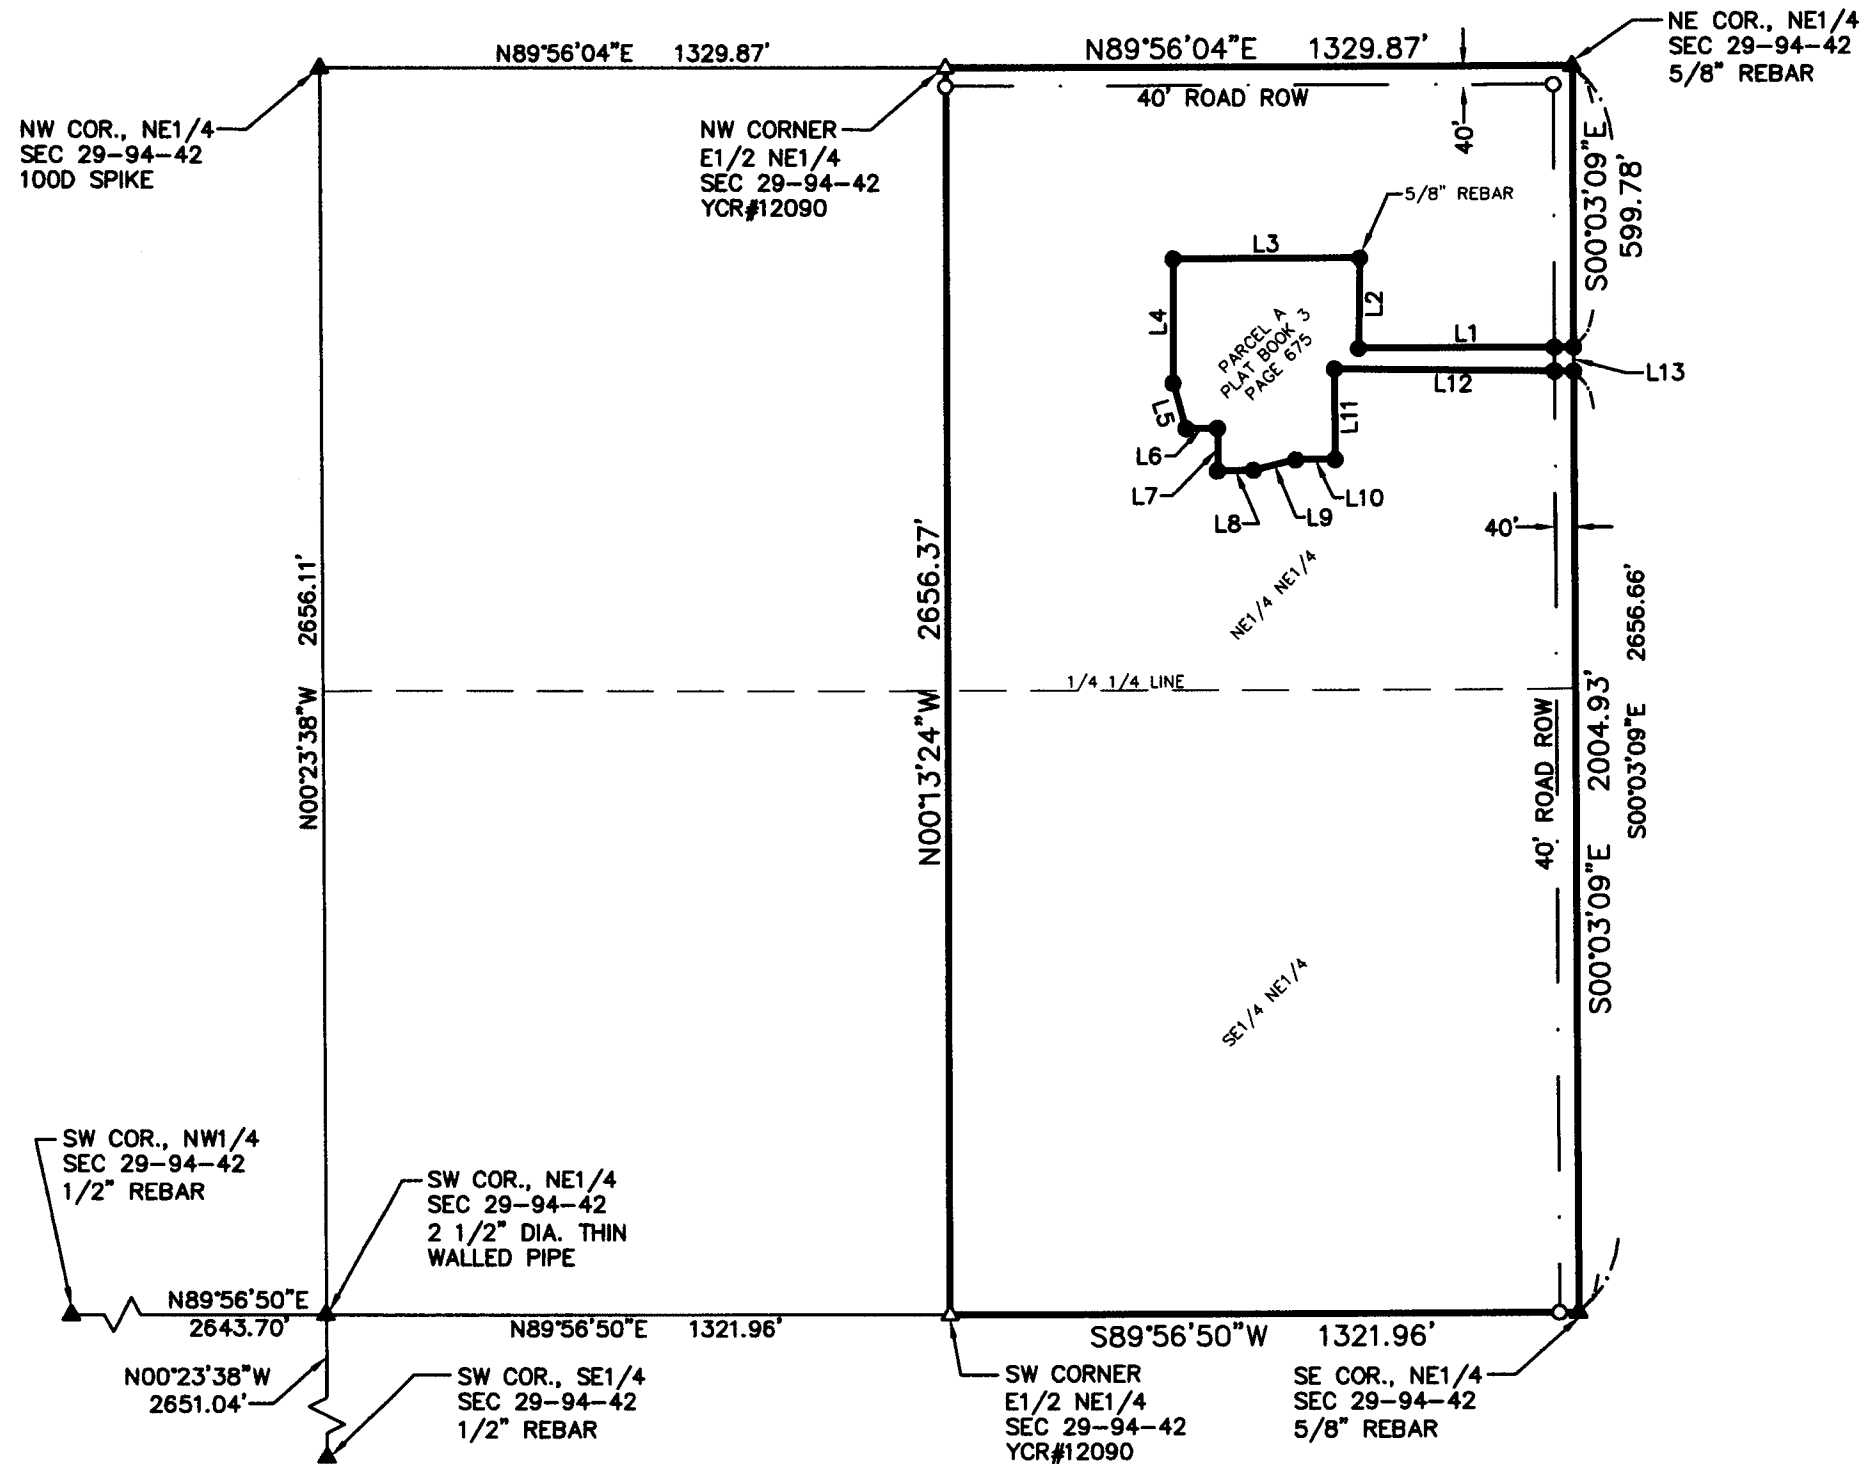 N89°56'04"E 1329.87'
N89°56'04"E 1329.87'
NE COR., NE1/4
SEC 29-94-42
5/8" REBAR
NW COR., NE1/4
SEC 29-94-42
100D SPIKE
NW CORNER
E1/2 NE1/4
SEC 29-94-42
YCR#12090
40' ROAD ROW
40'
S00°03'09"E
599.78'
5/8" REBAR
L3
L2
L4
L1
PARCEL A
PLAT BOOK 3
PAGE 675
L13
L12
L5
L11
L6
L7
L8
L9
L10
40'
NE1/4 NE1/4
N00°23'38"W 2656.11'
N00°13'24"W 2656.37'
1/4 1/4 LINE
40' ROAD ROW
S00°03'09"E 2004.93'
S00°03'09"E 2656.66'
SE1/4 NE1/4
SW COR., NW1/4
SEC 29-94-42
1/2" REBAR
SW COR., NE1/4
SEC 29-94-42
2 1/2" DIA. THIN
WALLED PIPE
N89°56'50"E
2643.70'
N89°56'50"E 1321.96'
S89°56'50"W 1321.96'
N00°23'38"W
2651.04'
SW COR., SE1/4
SEC 29-94-42
1/2" REBAR
SW CORNER
E1/2 NE1/4
SEC 29-94-42
YCR#12090
SE COR., NE1/4
SEC 29-94-42
5/8" REBAR